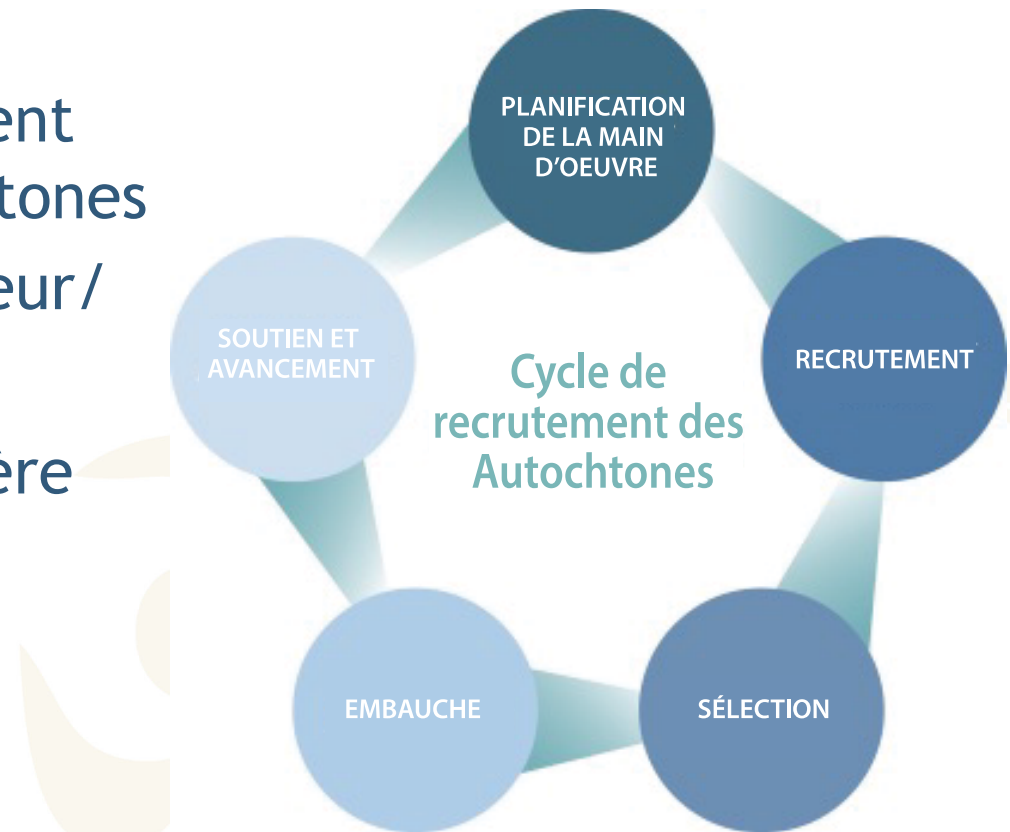 ent
tones
eur/
ère
PLANIFICATION
DE LA MAIN
D'OEUVRE
RECRUTEMENT
SÉLECTION
EMBAUCHE
SOUTIEN ET
AVANCEMENT
Cycle de
recrutement des
Autochtones